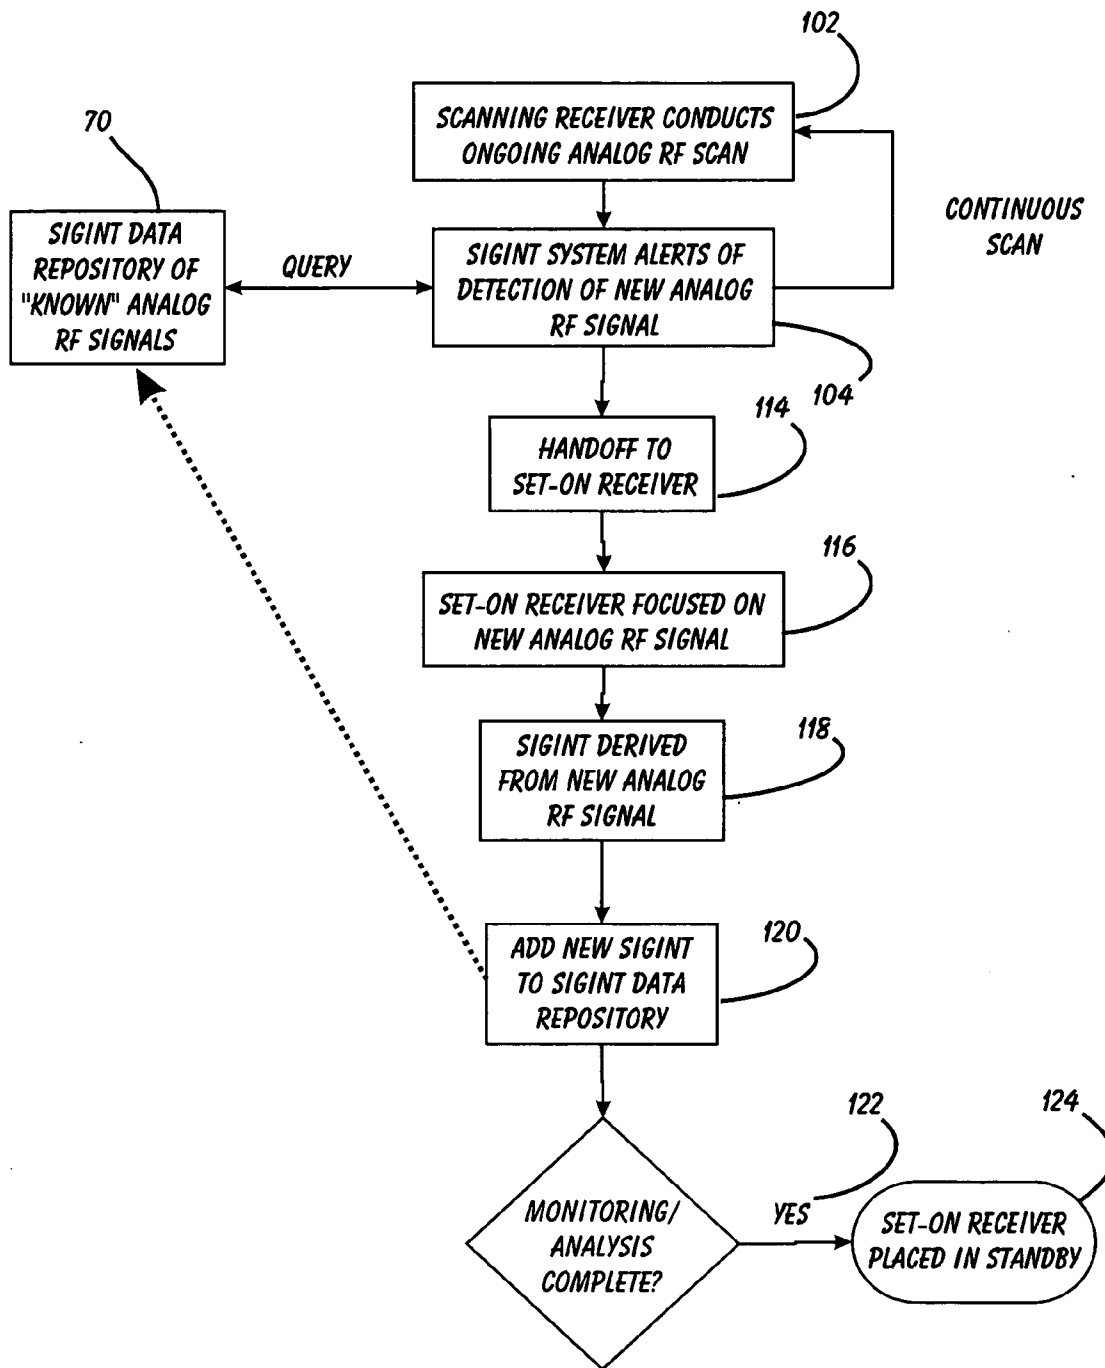 102
SCANNING RECEIVER CONDUCTS
ONGOING ANALOG RF SCAN
70
CONTINUOUS
SCAN
SIGINT DATA
REPOSITORY OF
"KNOWN" ANALOG
RF SIGNALS
QUERY
SIGINT SYSTEM ALERTS OF
DETECTION OF NEW ANALOG
RF SIGNAL
104
114
HANDOFF TO
SET-ON RECEIVER
116
SET-ON RECEIVER FOCUSED ON
NEW ANALOG RF SIGNAL
118
SIGINT DERIVED
FROM NEW ANALOG
RF SIGNAL
120
ADD NEW SIGINT
TO SIGINT DATA
REPOSITORY
122
124
MONITORING/
ANALYSIS
COMPLETE?
YES
SET-ON RECEIVER
PLACED IN STANDBY